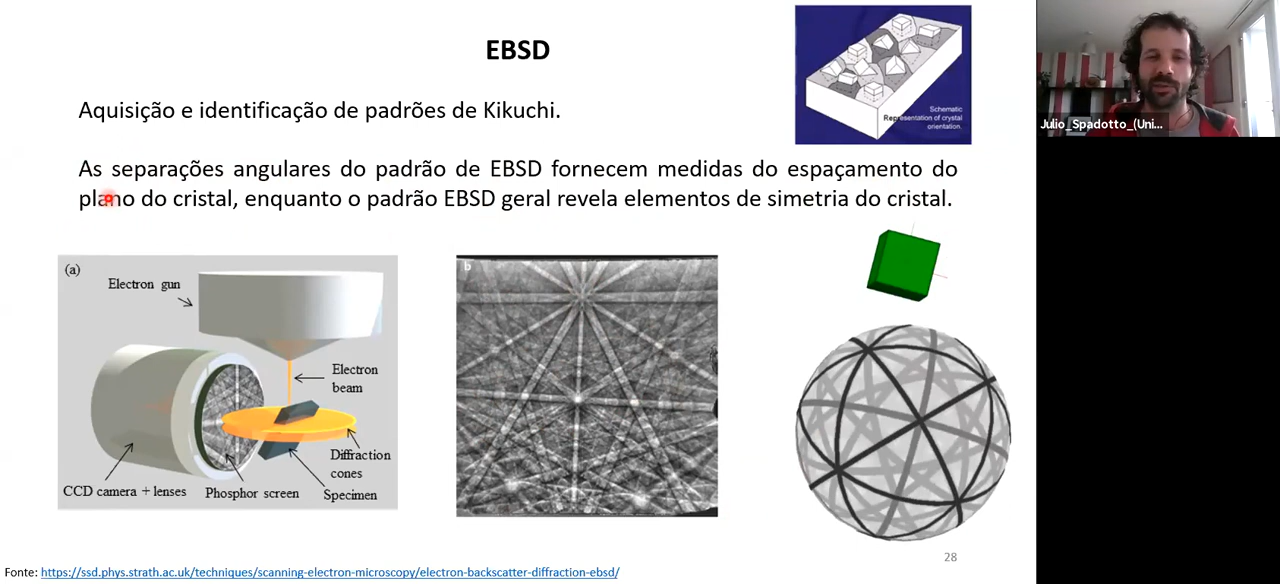 EBSD
Schematic
Representation of crystal
orientation.
Julio_Spadotto_(Uni...
Aquisição e identificação de padrões de Kikuchi.
As separações angulares do padrão de EBSD fornecem medidas do espaçamento do
plano do cristal, enquanto o padrão EBSD geral revela elementos de simetria do cristal.
(a)
Electron gun
Electron
beam
Diffraction
cones
CCD camera + lenses
Phosphor screen
Specimen
b
28
Fonte: https://ssd.phys.strath.ac.uk/techniques/scanning-electron-microscopy/electron-backscatter-diffraction-ebsd/